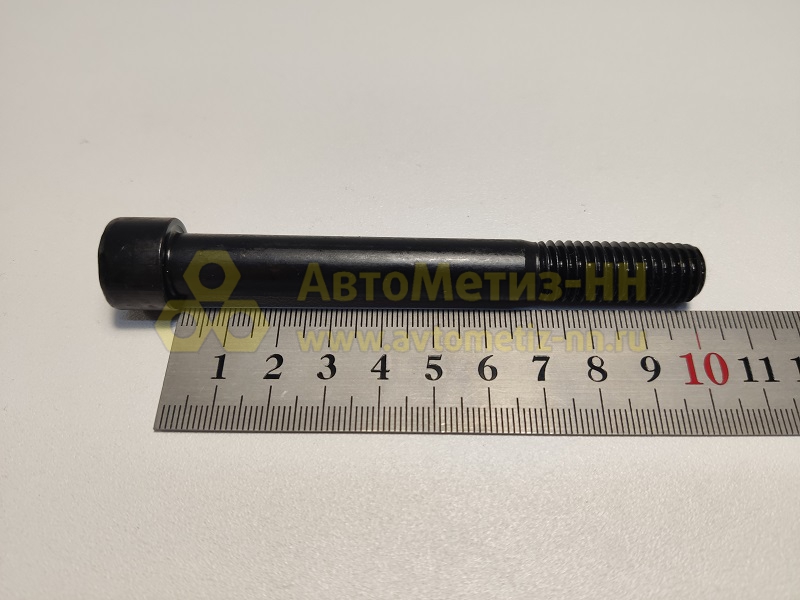 АвтоМетиз-НН
www.avtometiz-nn.ru
1 2 3 4 5 6 7 8 9 10 11